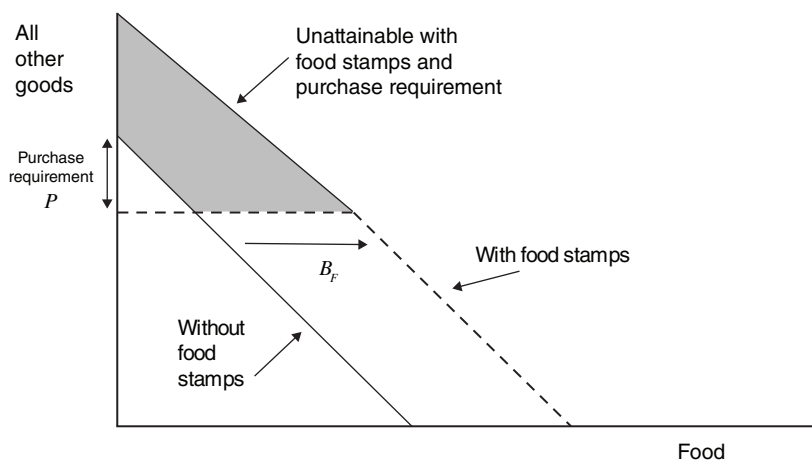 All
other
goods
Unattainable with
food stamps and
purchase requirement
Purchase
requirement
P
B_F
With food stamps
Without
food
stamps
Food